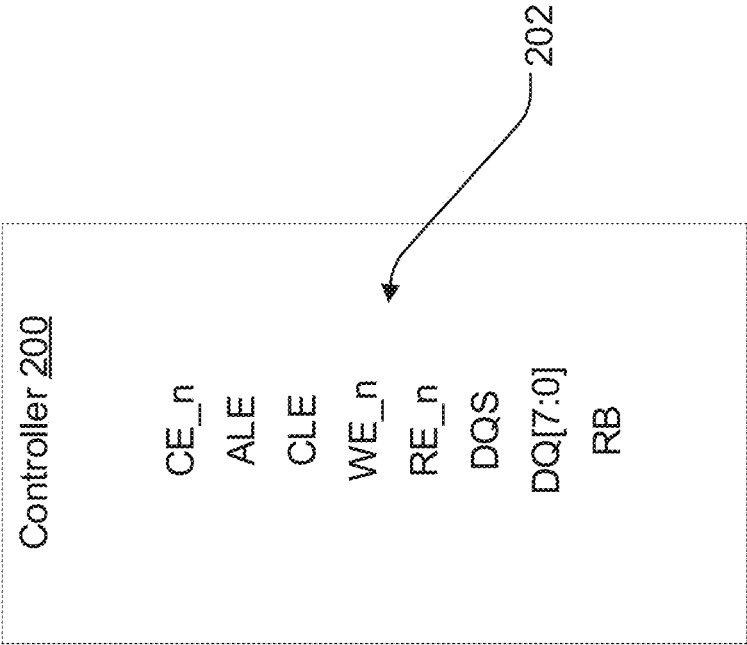 Controller 200
CE_n
ALE
CLE
WE_n
RE_n
DQS
DQ[7:0]
RB
202